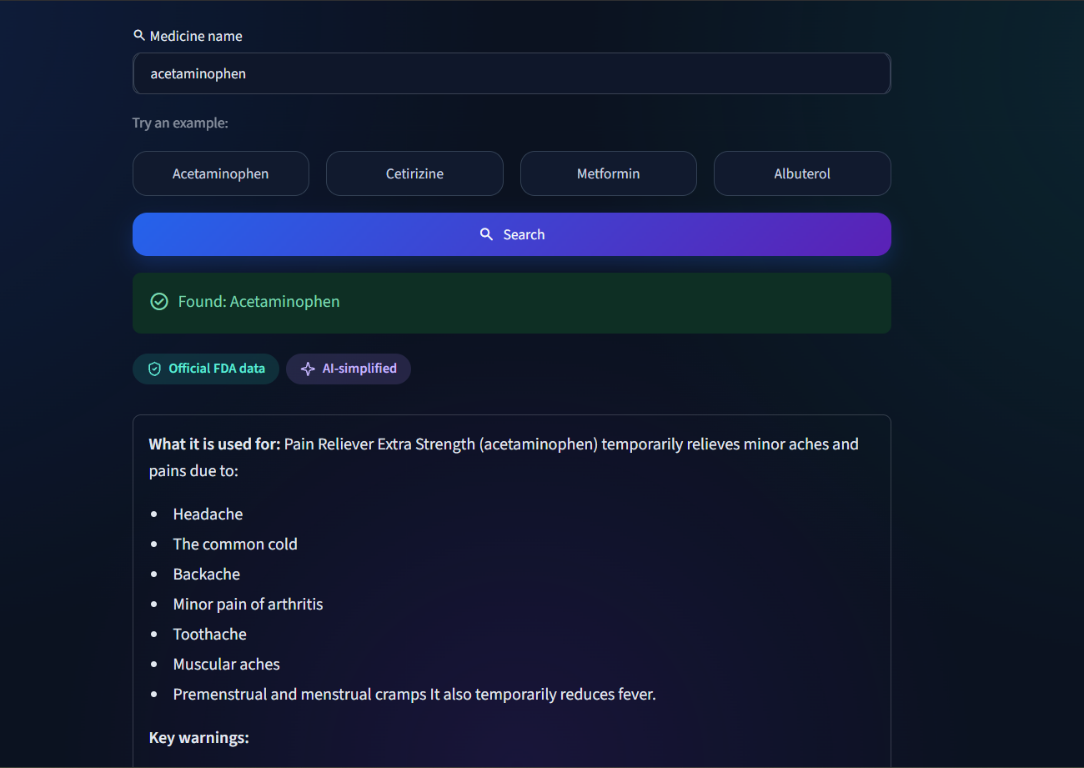 Medicine name
acetaminophen
Try an example:
Acetaminophen Cetirizine Metformin Albuterol
Search
Found: Acetaminophen
Official FDA data AI-simplified
What it is used for: Pain Reliever Extra Strength (acetaminophen) temporarily relieves minor aches and
pains due to:
• Headache
• The common cold
• Backache
• Minor pain of arthritis
• Toothache
• Muscular aches
• Premenstrual and menstrual cramps It also temporarily reduces fever.
Key warnings: